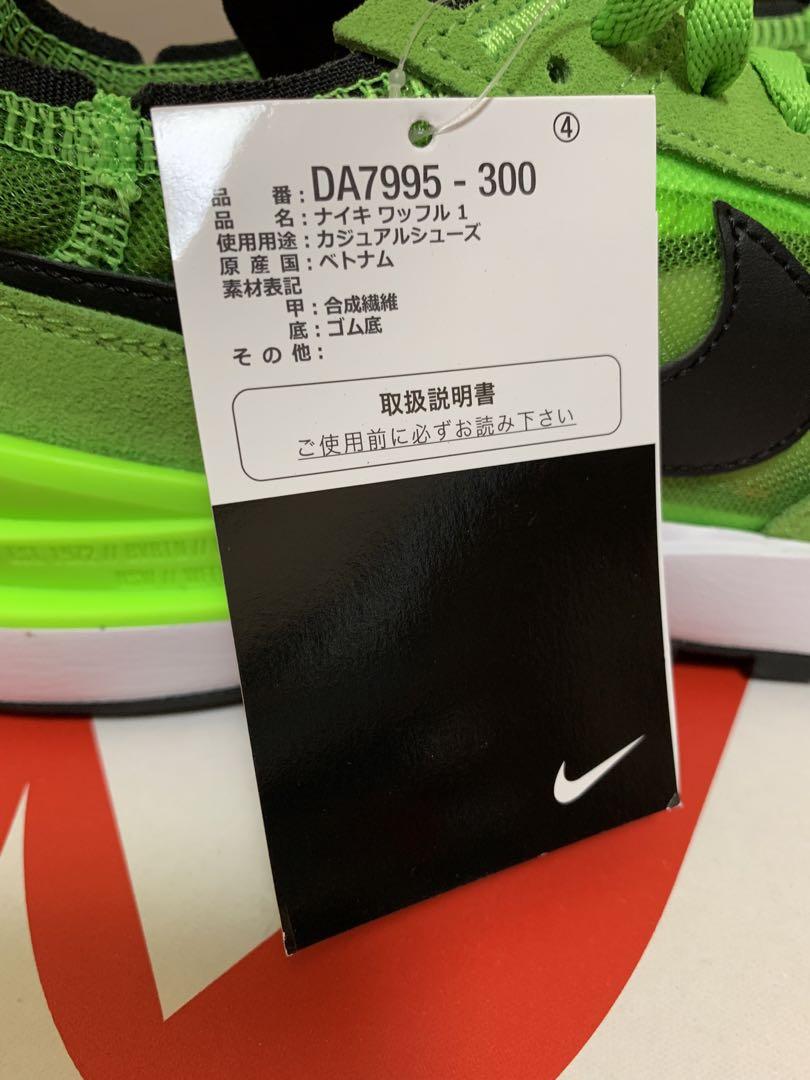 ④
品番：DA7995 - 300
品名：ナイキ ワッフル 1
使用用途：カジュアルシューズ
原産国：ベトナム
素材表記
甲：合成繊維
底：ゴム底
その他：
取扱説明書
ご使用前に必ずお読み下さい